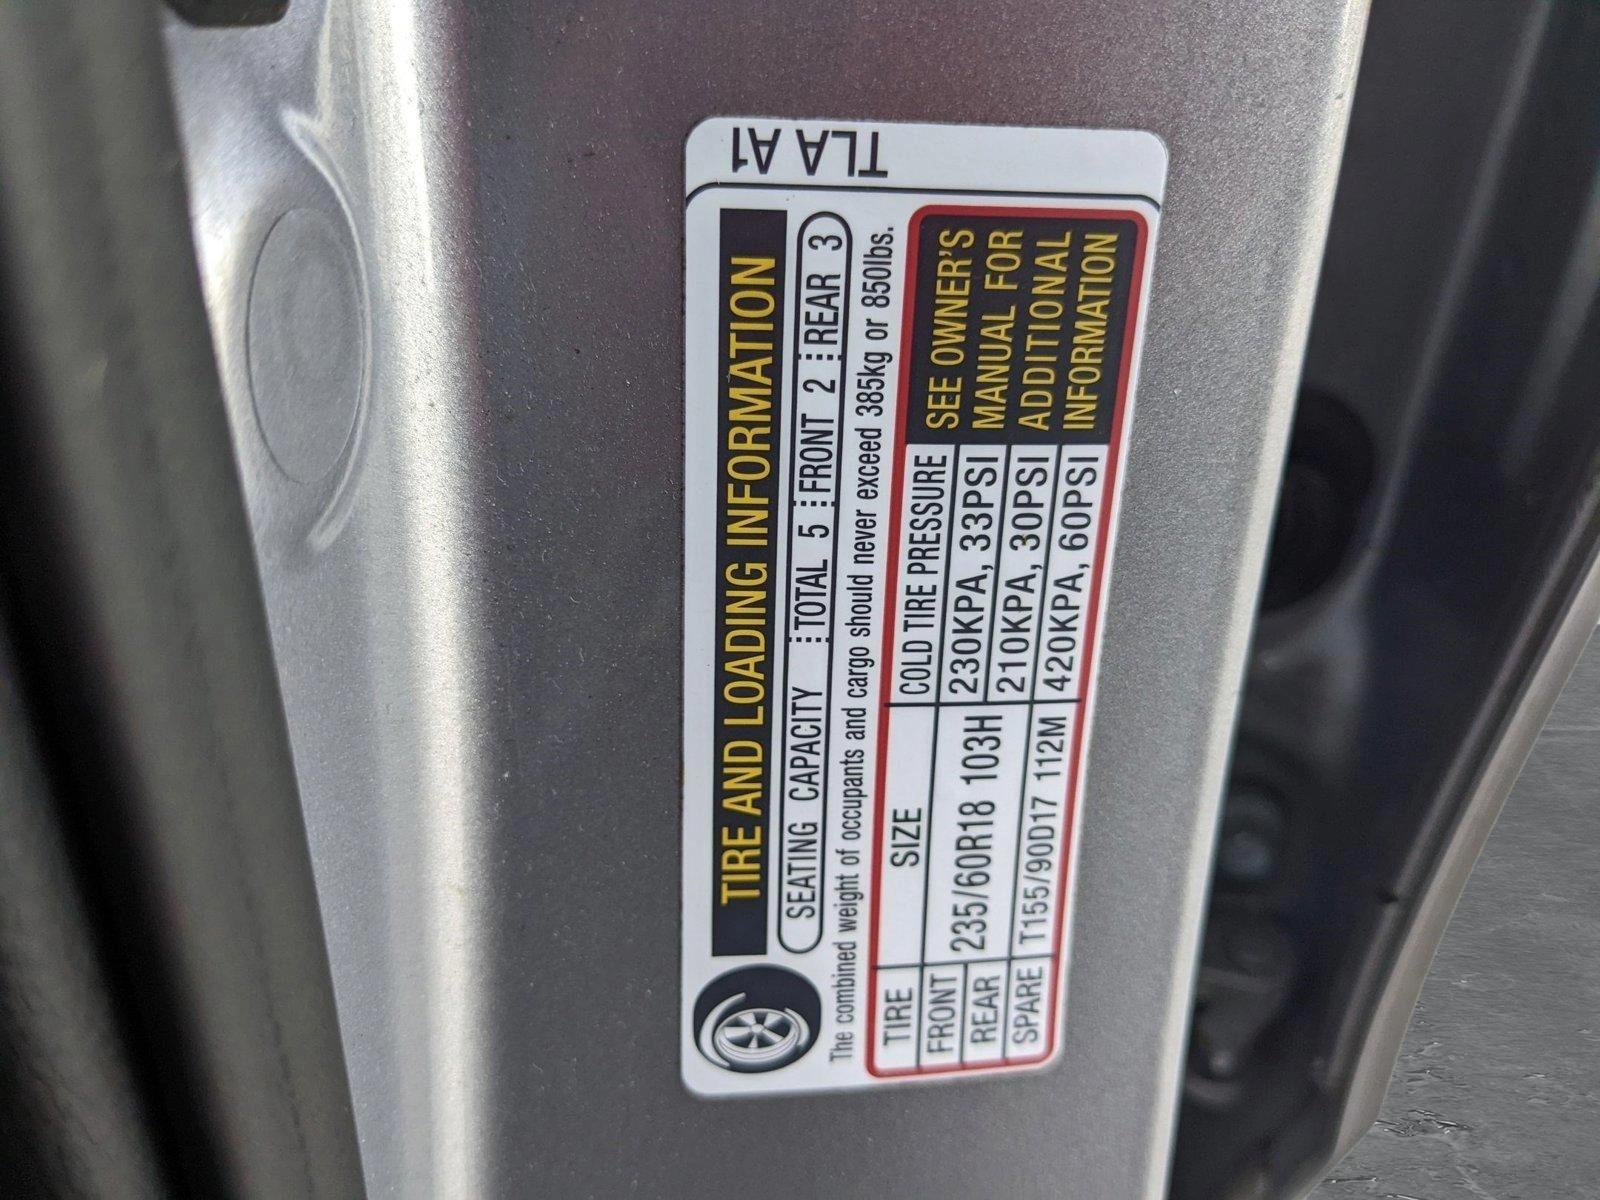 TLA A1
TIRE AND LOADING INFORMATION
SEATING CAPACITY TOTAL 5 FRONT 2 REAR 3
The combined weight of occupants and cargo should never exceed 385kg or 850lbs.
TIRE SIZE COLD TIRE PRESSURE
FRONT 235/60R18 103H 230KPA, 33PSI
REAR 210KPA, 30PSI
SPARE T155/90D17 112M 420KPA, 60PSI
SEE OWNER'S
MANUAL FOR
ADDITIONAL
INFORMATION